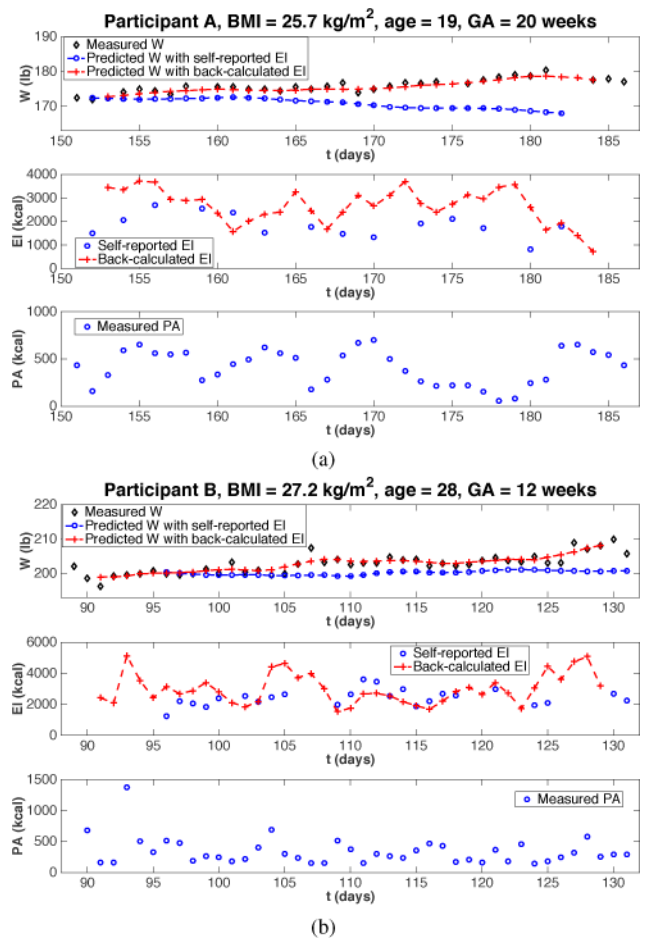 Participant A, BMI = 25.7 kg/m², age = 19, GA = 20 weeks
190
180
170
W (lb)
Measured W
Predicted W with self-reported EI
Predicted W with back-calculated EI
150 155 160 165 170 175 180 185
t (days)
4000
3000
2000
1000
0
EI (kcal)
Self-reported EI
Back-calculated EI
150 155 160 165 170 175 180 185
t (days)
1000
500
0
PA (kcal)
Measured PA
150 155 160 165 170 175 180 185
t (days)
(a)
Participant B, BMI = 27.2 kg/m², age = 28, GA = 12 weeks
220
210
200
W (lb)
Measured W
Predicted W with self-reported EI
Predicted W with back-calculated EI
90 95 100 105 110 115 120 125 130
t (days)
6000
4000
2000
0
EI (kcal)
Self-reported EI
Back-calculated EI
90 95 100 105 110 115 120 125 130
t (days)
1500
1000
500
0
PA (kcal)
Measured PA
90 95 100 105 110 115 120 125 130
t (days)
(b)